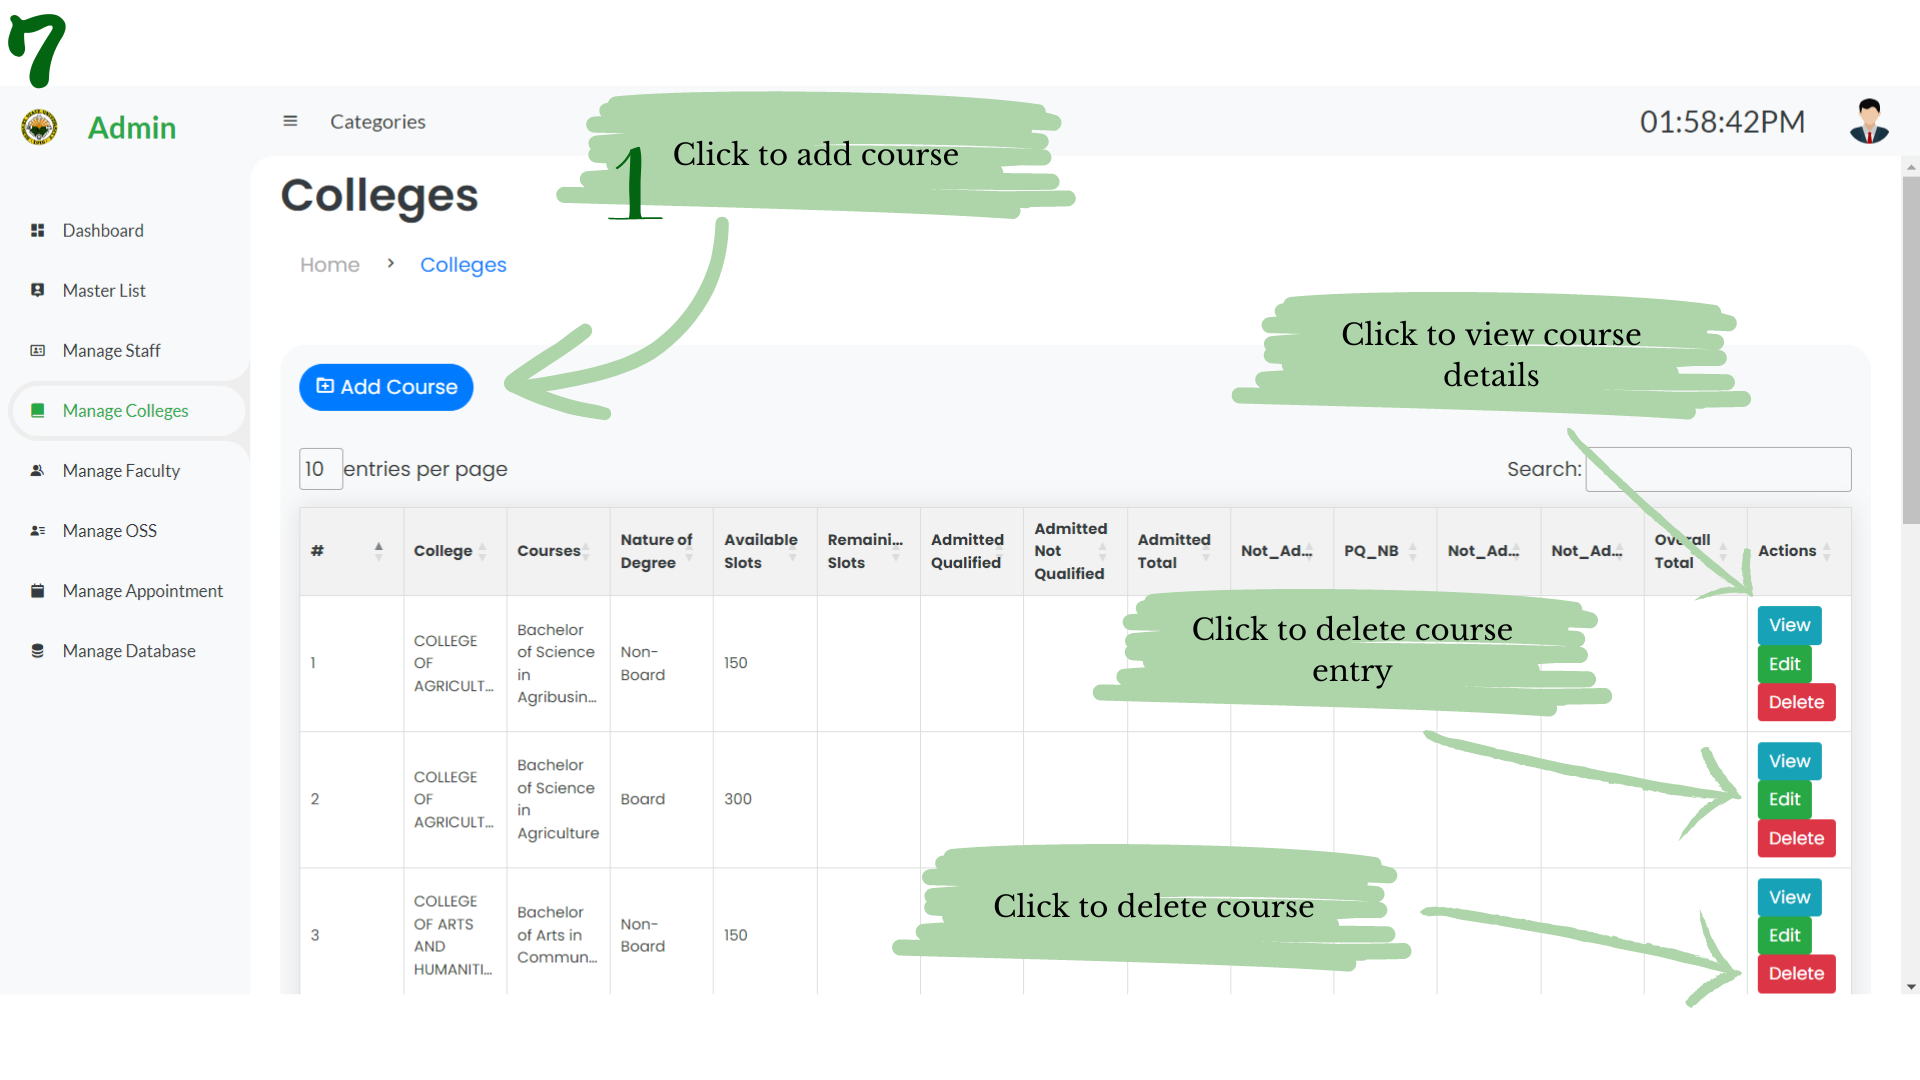 7
Admin
Categories
01:58:42PM
1
Click to add course
Colleges
Home > Colleges
Dashboard
Master List
Manage Staff
Manage Colleges
Manage Faculty
Manage OSS
Manage Appointment
Manage Database
Click to view course
details
Add Course
10 entries per page
Search:
# College Courses Nature of Degree Available Slots Remaini... Slots Admitted Qualified Admitted Not Qualified Admitted Total Not_Ad... PQ_NB Not_Ad... Not_Ad... Overall Total Actions
1
COLLEGE
OF
AGRICULT...
Bachelor
of Science
in
Agribusin...
Non-
Board
150
View
Edit
Delete
Click to delete course
entry
2
COLLEGE
OF
AGRICULT...
Bachelor
of Science
in
Agriculture
Board
300
View
Edit
Delete
3
COLLEGE
OF ARTS
AND
HUMANITI...
Bachelor
of Arts in
Commun...
Non-
Board
150
Click to delete course
View
Edit
Delete